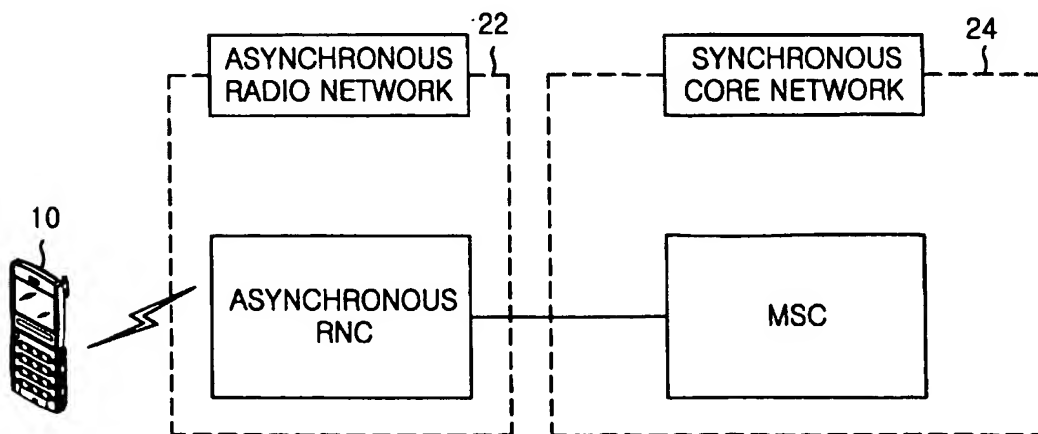 22
24
ASYNCHRONOUS
RADIO NETWORK
SYNCHRONOUS
CORE NETWORK
10
ASYNCHRONOUS
RNC
MSC